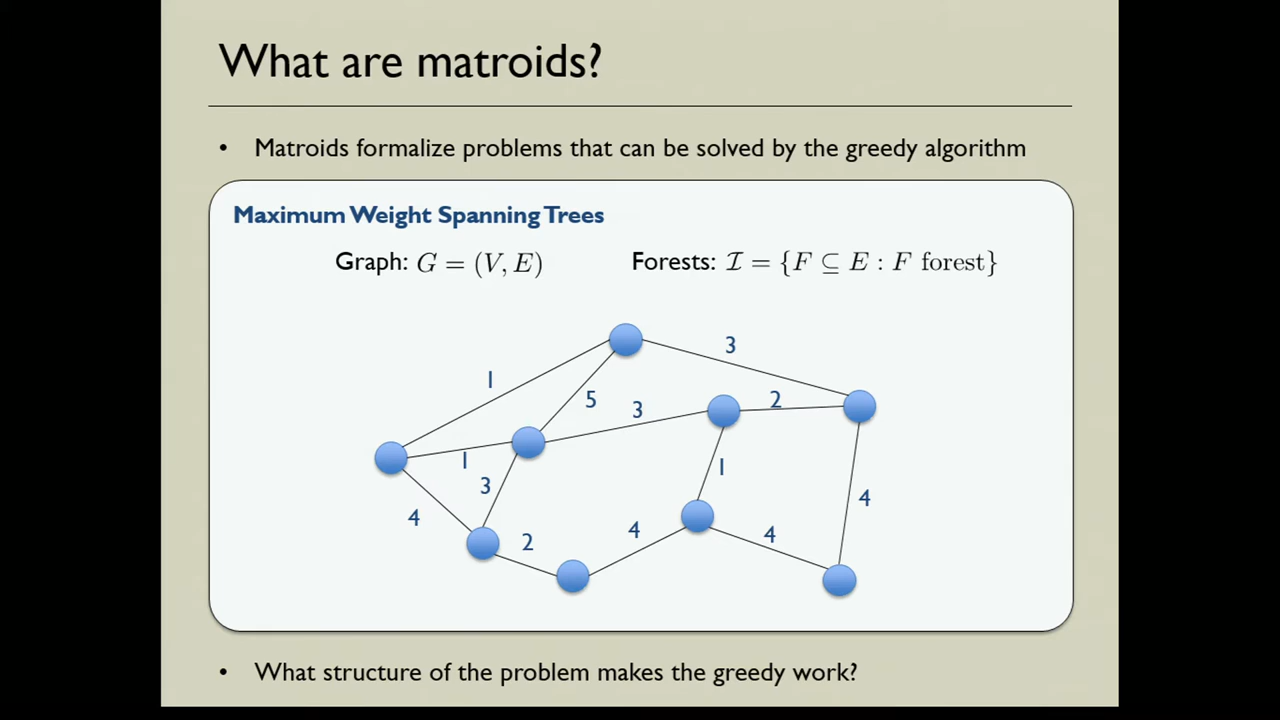 What are matroids?
• Matroids formalize problems that can be solved by the greedy algorithm
Maximum Weight Spanning Trees
Graph: G = (V, E) Forests: ℐ = {F ⊆ E : F forest}
3
1
5
3
2
1
3
1
4
4
2
4
4
• What structure of the problem makes the greedy work?